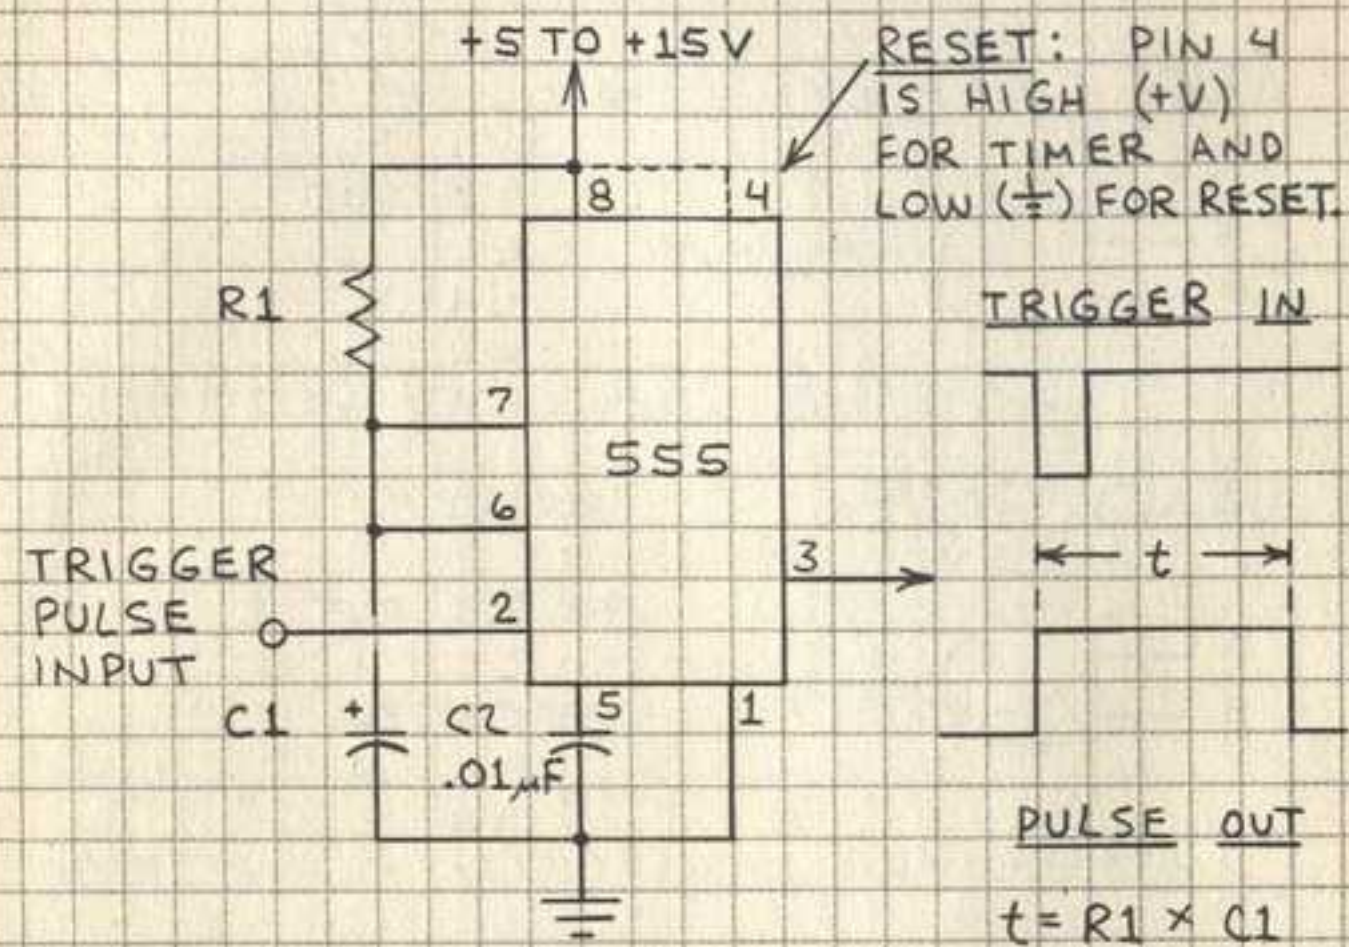 +5 TO +15V
RESET: PIN 4
IS HIGH (+V)
FOR TIMER AND
LOW (⏚) FOR RESET.
8
4
R1
TRIGGER IN
7
555
6
3
t
TRIGGER
PULSE
INPUT
2
C1
+
C2
.01µF
5
1
PULSE OUT
t = R1 × C1